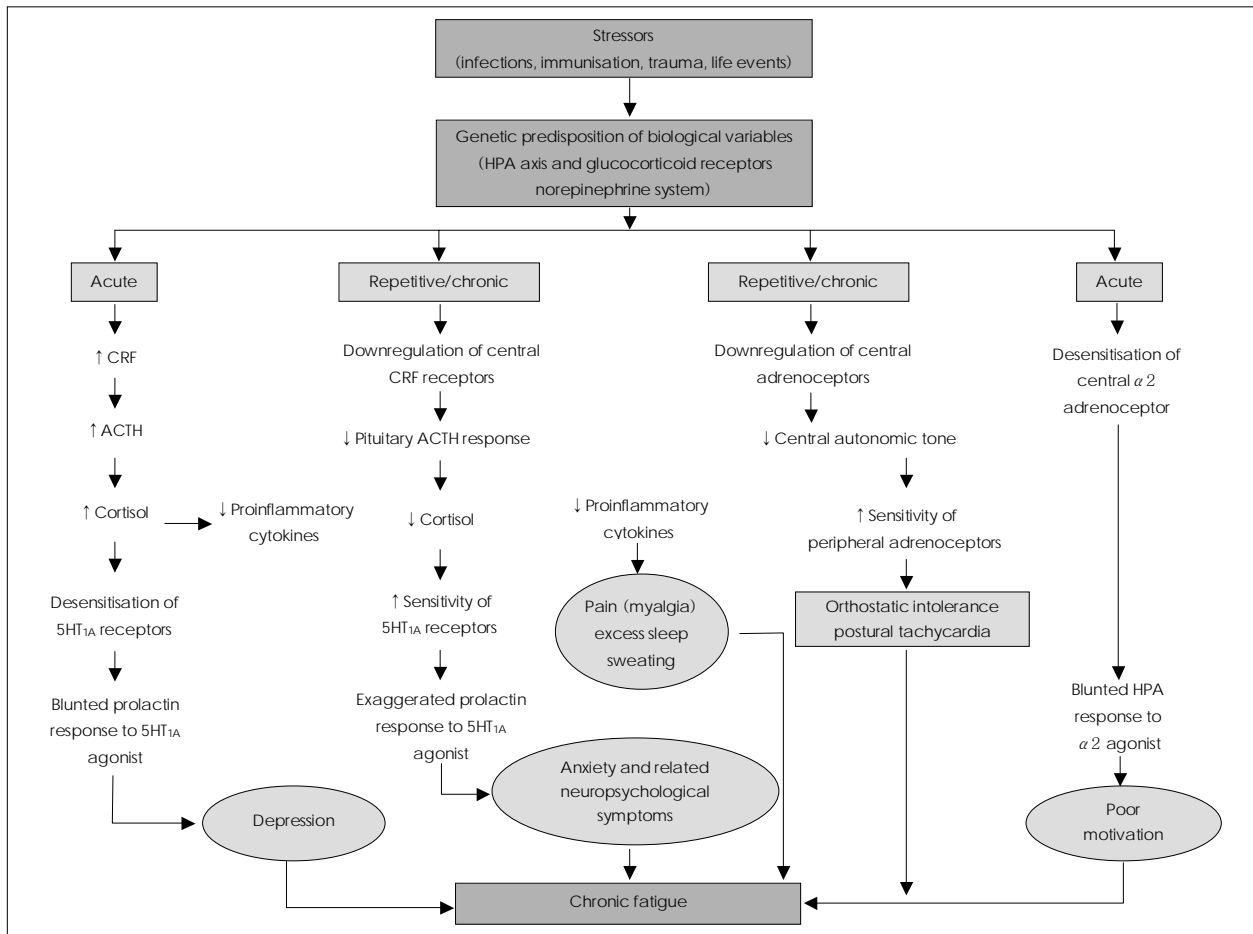 Stressors
(infections, immunisation, trauma, life events)
Genetic predisposition of biological variables
(HPA axis and glucocorticoid receptors
norepinephrine system)
Acute
↑ CRF
↑ ACTH
↑ Cortisol
↓ Proinflammatory
cytokines
Desensitisation of
5HT1A receptors
Blunted prolactin
response to 5HT1A
agonist
Depression
Repetitive/chronic
Downregulation of central
CRF receptors
↓ Pituitary ACTH response
↓ Cortisol
↑ Sensitivity of
5HT1A receptors
Exaggerated prolactin
response to 5HT1A
agonist
Anxiety and related
neuropsychological
symptoms
↓ Proinflammatory
cytokines
Pain (myalgia)
excess sleep
sweating
Repetitive/chronic
Downregulation of central
adrenoceptors
↓ Central autonomic tone
↑ Sensitivity of
peripheral adrenoceptors
Orthostatic intolerance
postural tachycardia
Acute
Desensitisation of
central α2
adrenoceptor
Blunted HPA
response to
α2 agonist
Poor
motivation
Chronic fatigue